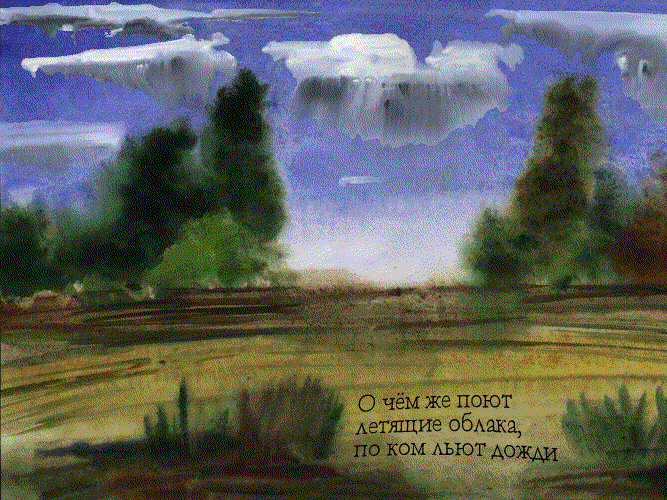 О чём же поют
летящие облака,
по ком льют дожди